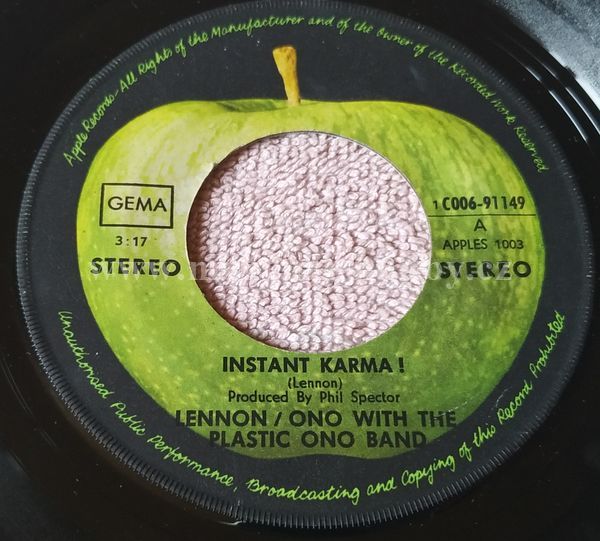 Apple Records-All Rights of the Manufacturer and of the Owner of the Recorded Work Reserved
GEMA
3:17
STEREO
1C006-91149
A
APPLES 1003
STEREO
INSTANT KARMA!
(Lennon)
Produced By Phil Spector
LENNON / ONO WITH THE
PLASTIC ONO BAND
Unauthorised Public Performance, Broadcasting and Copying of this Record Prohibited